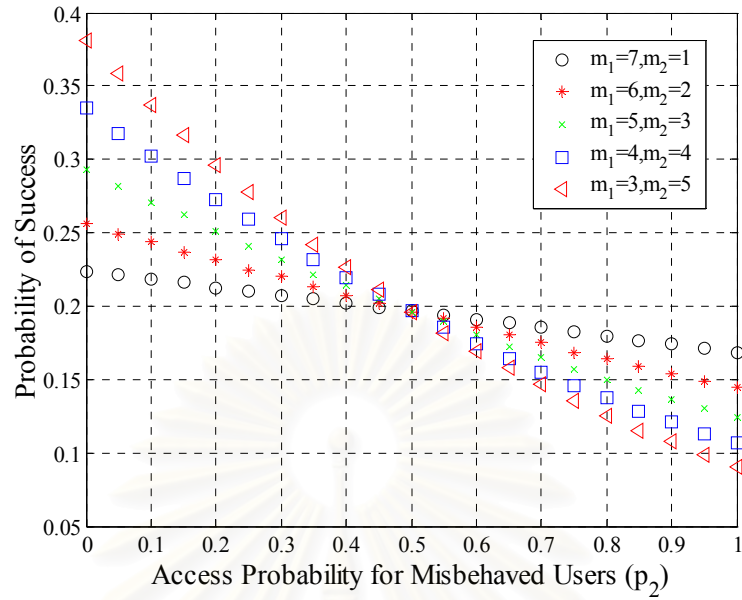 0.4
0.35
0.3
0.25
0.2
0.15
0.1
0.05
Probability of Success
m₁=7,m₂=1
m₁=6,m₂=2
m₁=5,m₂=3
m₁=4,m₂=4
m₁=3,m₂=5
0 0.1 0.2 0.3 0.4 0.5 0.6 0.7 0.8 0.9 1
Access Probability for Misbehaved Users (p₂)